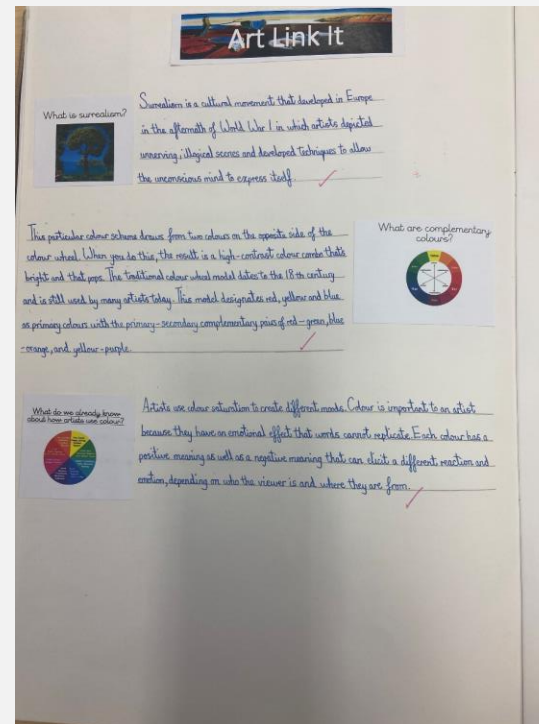 Art Link It
What is surrealism?
Surrealism is a cultural movement that developed in Europe
in the aftermath of World War I in which artists depicted
unnerving, illogical scenes and developed techniques to allow
the unconscious mind to express itself.
This particular colour scheme draws from two colours on the opposite side of the
colour wheel. When you do this, the result is a high-contrast colour combo thats
bright and that pops. The traditional colour wheel model dates to the 18th century
and is still used by many artists today. This model designates red, yellow and blue
as primary colours with the primary-secondary complementary pairs of red-green, blue
-orange, and yellow-purple.
What are complementary
colours?
What do we already know
about how artists use colour?
Artists use colour saturation to create different moods. Colour is important to an artist
because they have an emotional effect that words cannot replicate. Each colour has a
positive meaning as well as a negative meaning that can elicit a different reaction and
emotion, depending on who the viewer is and where they are from.